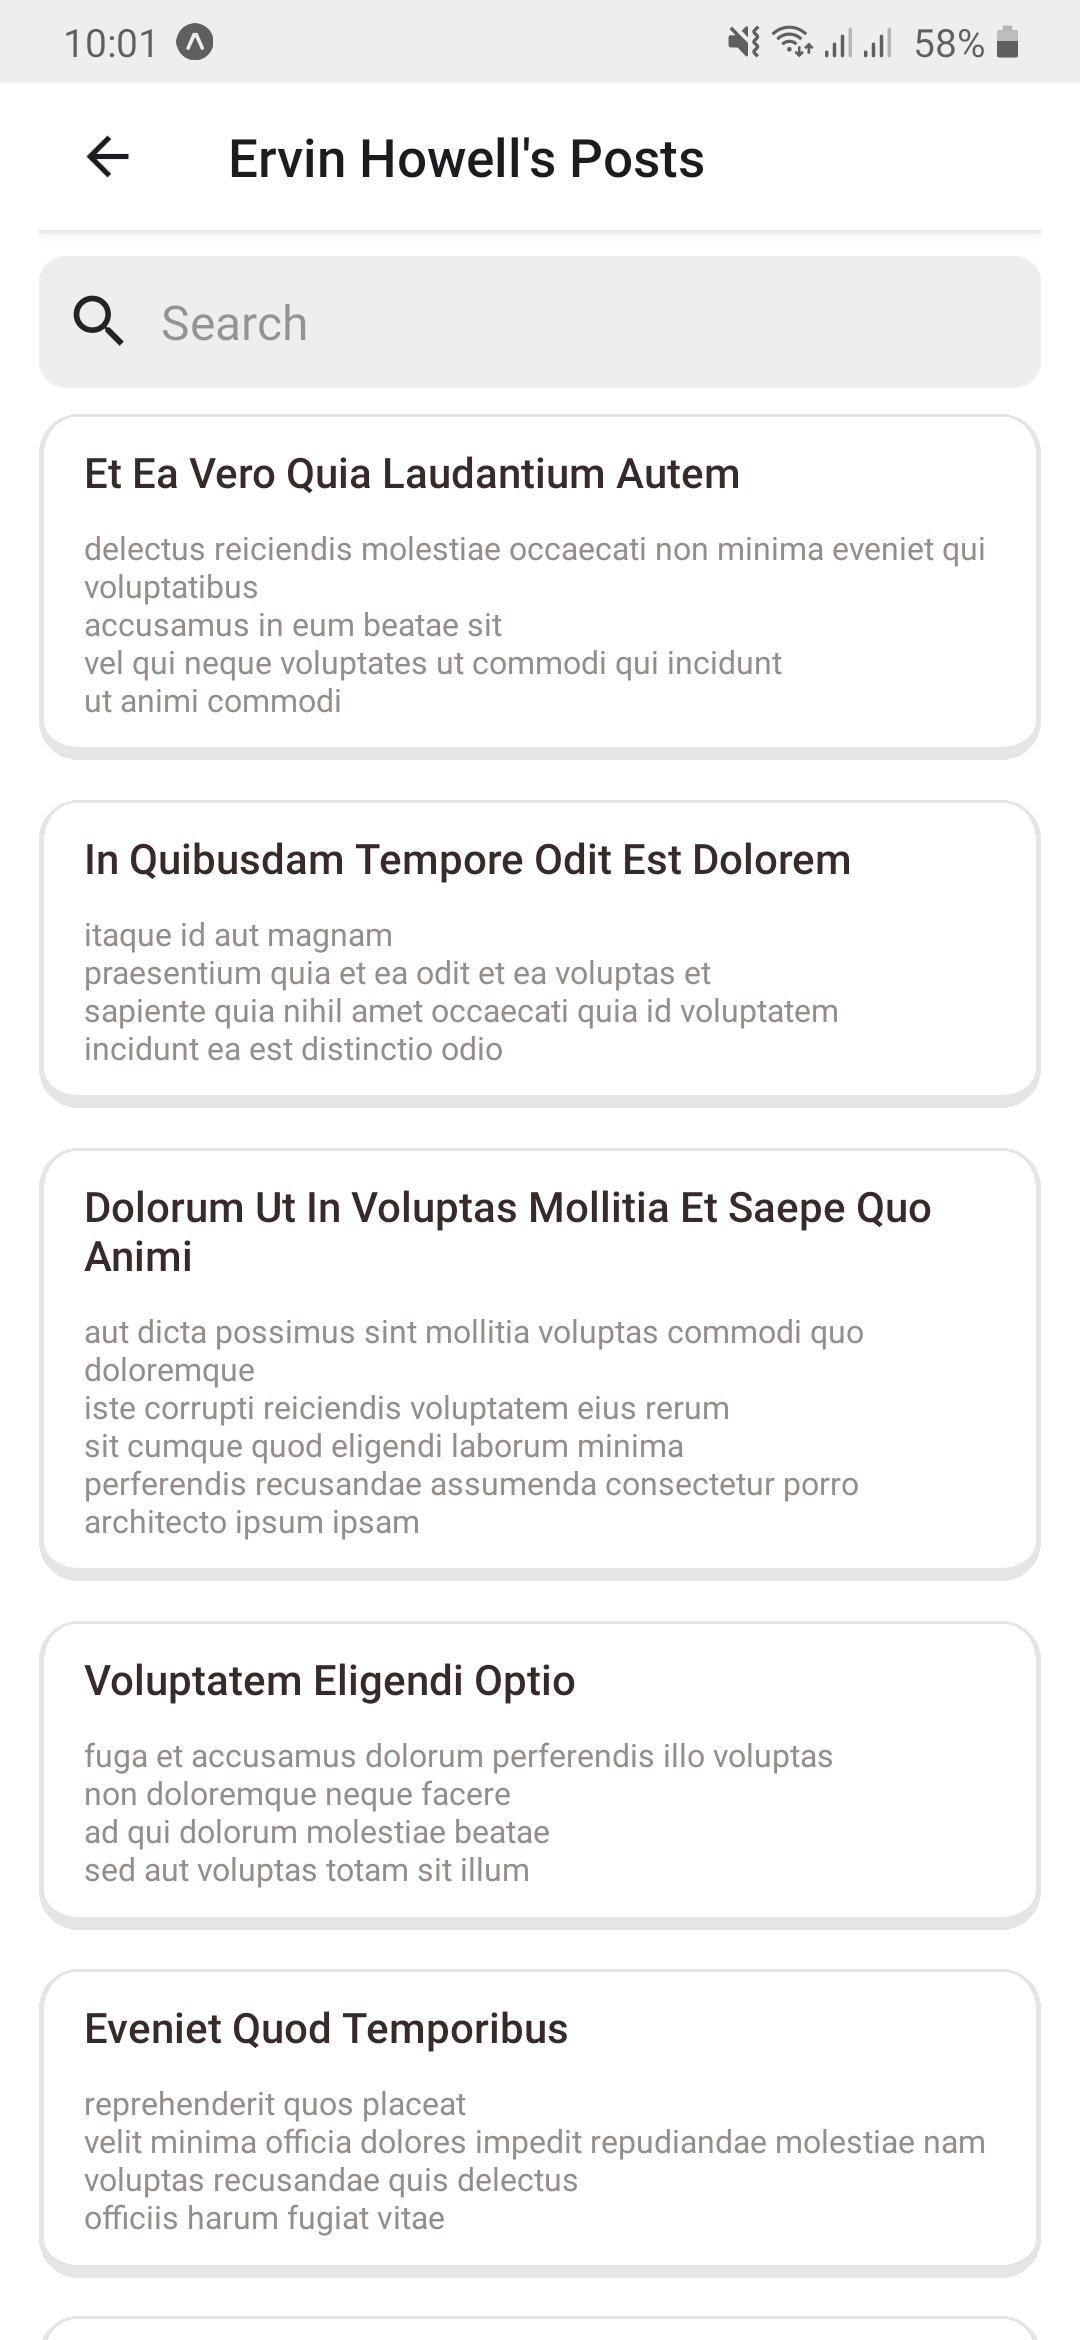 10:01
58%
Ervin Howell's Posts
Search
Et Ea Vero Quia Laudantium Autem
delectus reiciendis molestiae occaecati non minima eveniet qui
voluptatibus
accusamus in eum beatae sit
vel qui neque voluptates ut commodi qui incidunt
ut animi commodi
In Quibusdam Tempore Odit Est Dolorem
itaque id aut magnam
praesentium quia et ea odit et ea voluptas et
sapiente quia nihil amet occaecati quia id voluptatem
incidunt ea est distinctio odio
Dolorum Ut In Voluptas Mollitia Et Saepe Quo
Animi
aut dicta possimus sint mollitia voluptas commodi quo
doloremque
iste corrupti reiciendis voluptatem eius rerum
sit cumque quod eligendi laborum minima
perferendis recusandae assumenda consectetur porro
architecto ipsum ipsam
Voluptatem Eligendi Optio
fuga et accusamus dolorum perferendis illo voluptas
non doloremque neque facere
ad qui dolorum molestiae beatae
sed aut voluptas totam sit illum
Eveniet Quod Temporibus
reprehenderit quos placeat
velit minima officia dolores impedit repudiandae molestiae nam
voluptas recusandae quis delectus
officiis harum fugiat vitae